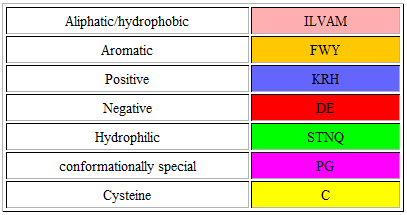 Aliphatic/hydrophobic ILVAM
Aromatic FWY
Positive KRH
Negative DE
Hydrophilic STNQ
conformationally special PG
Cysteine C